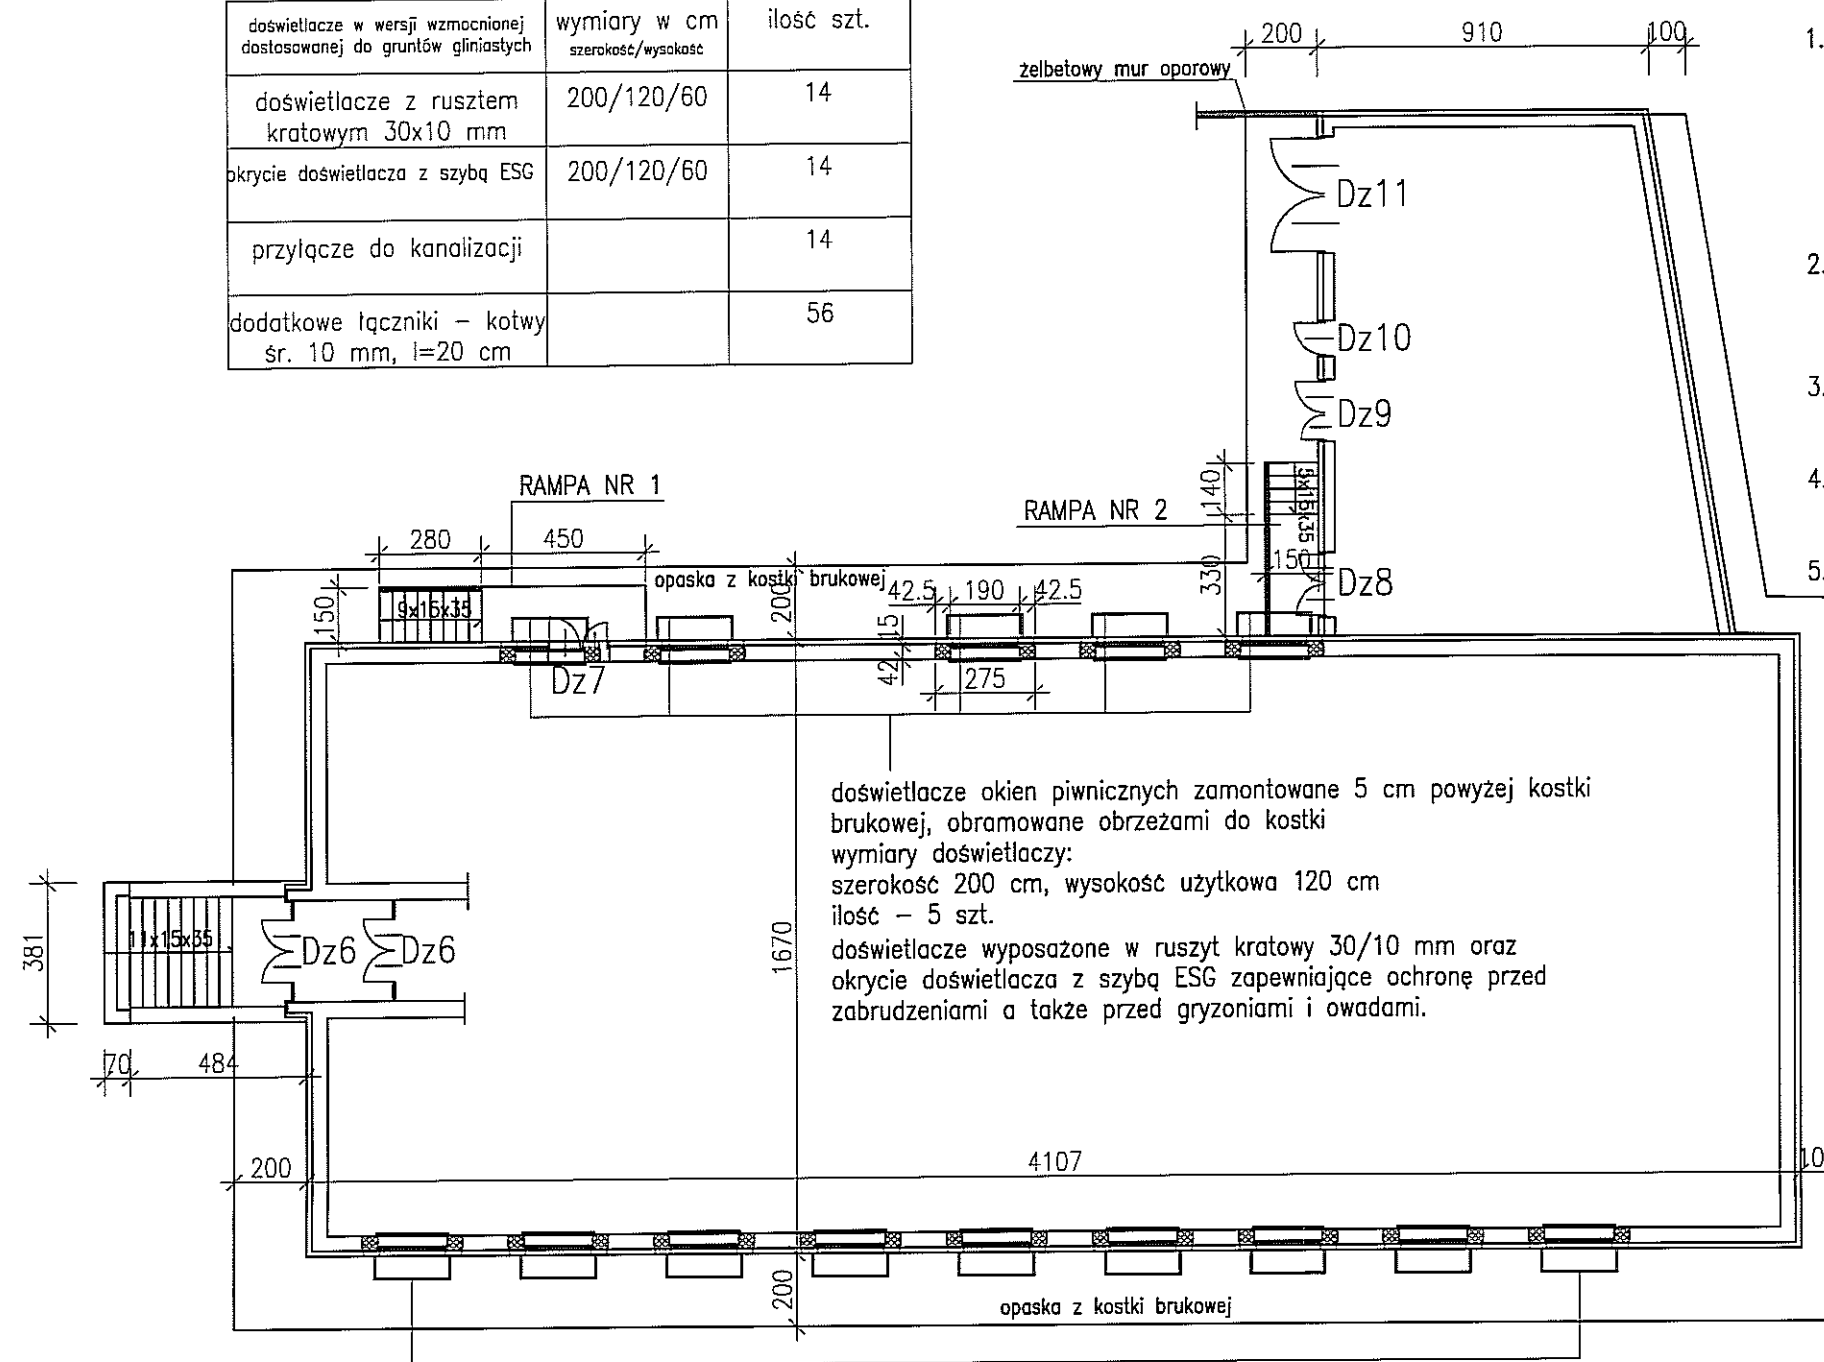 doświetlacze w wersji wzmocnionej
dostosowanej do gruntów gliniastych
wymiary w cm
szerokość/wysokość
ilość szt.
doświetlacze z rusztem
kratowym 30x10 mm
200/120/60
14
okrycie doświetlacza z szybą ESG
200/120/60
14
przyłącze do kanalizacji
14
dodatkowe łączniki – kotwy
śr. 10 mm, l=20 cm
56
200
910
100
1.
żelbetowy mur oporowy
Dz11
2.
Dz10
3.
Dz9
4.
RAMPA NR 1
RAMPA NR 2
140
5x15x35
280
450
330
150
Dz8
5.
opaska z kostki brukowej
150
9x15x35
200
42.5
190
42.5
15
42
275
Dz7
doświetlacze okien piwnicznych zamontowane 5 cm powyżej kostki
brukowej, obramowane obrzeżami do kostki
wymiary doświetlaczy:
szerokość 200 cm, wysokość użytkowa 120 cm
ilość – 5 szt.
doświetlacze wyposażone w ruszyt kratowy 30/10 mm oraz
okrycie doświetlacza z szybą ESG zapewniające ochronę przed
zabrudzeniami a także przed gryzoniami i owadami.
381
11x15x35
Dz6
Dz6
1670
70
484
200
4107
10
200
opaska z kostki brukowej